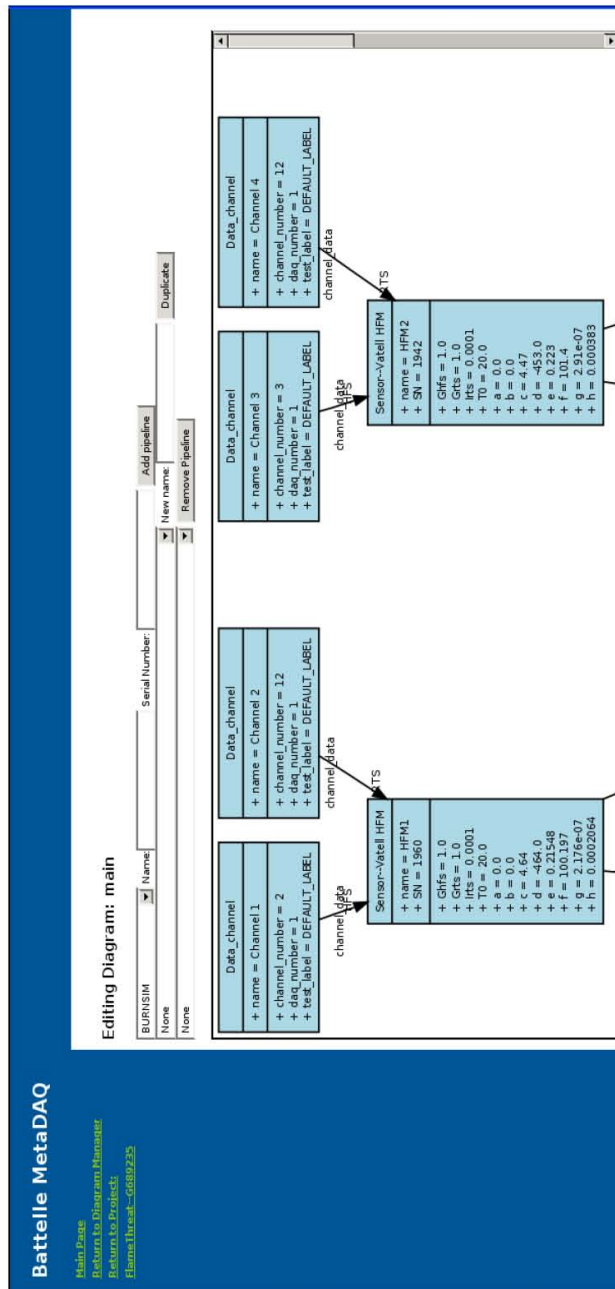 Battelle MetaDAQ
Main Page
Return to Diagram Manager
Return to Project:
FlameThreat--G689235
Editing Diagram: main
BURNSIM Name: Serial Number: Add pipeline
None New name: Duplicate
None Remove Pipeline
Data_channel
+ name = Channel 1
+ channel_number = 2
+ daq_number = 1
+ test_label = DEFAULT_LABEL
Data_channel
+ name = Channel 2
+ channel_number = 12
+ daq_number = 1
+ test_label = DEFAULT_LABEL
Data_channel
+ name = Channel 3
+ channel_number = 3
+ daq_number = 1
+ test_label = DEFAULT_LABEL
Data_channel
+ name = Channel 4
+ channel_number = 12
+ daq_number = 1
+ test_label = DEFAULT_LABEL
channel_data
HFS
channel_data
RTS
channel_data
HFS
channel_data
RTS
Sensor--Vatell HFM
+ name = HFM1
+ SN = 1960
+ Ghfs = 1.0
+ Grts = 1.0
+ Irts = 0.0001
+ T0 = 20.0
+ a = 0.0
+ b = 0.0
+ c = 4.64
+ d = -464.0
+ e = 0.21548
+ f = 100.197
+ g = 2.176e-07
+ h = 0.0002064
Sensor--Vatell HFM
+ name = HFM2
+ SN = 1942
+ Ghfs = 1.0
+ Grts = 1.0
+ Irts = 0.0001
+ T0 = 20.0
+ a = 0.0
+ b = 0.0
+ c = 4.47
+ d = -453.0
+ e = 0.223
+ f = 101.4
+ g = 2.91e-07
+ h = 0.000383